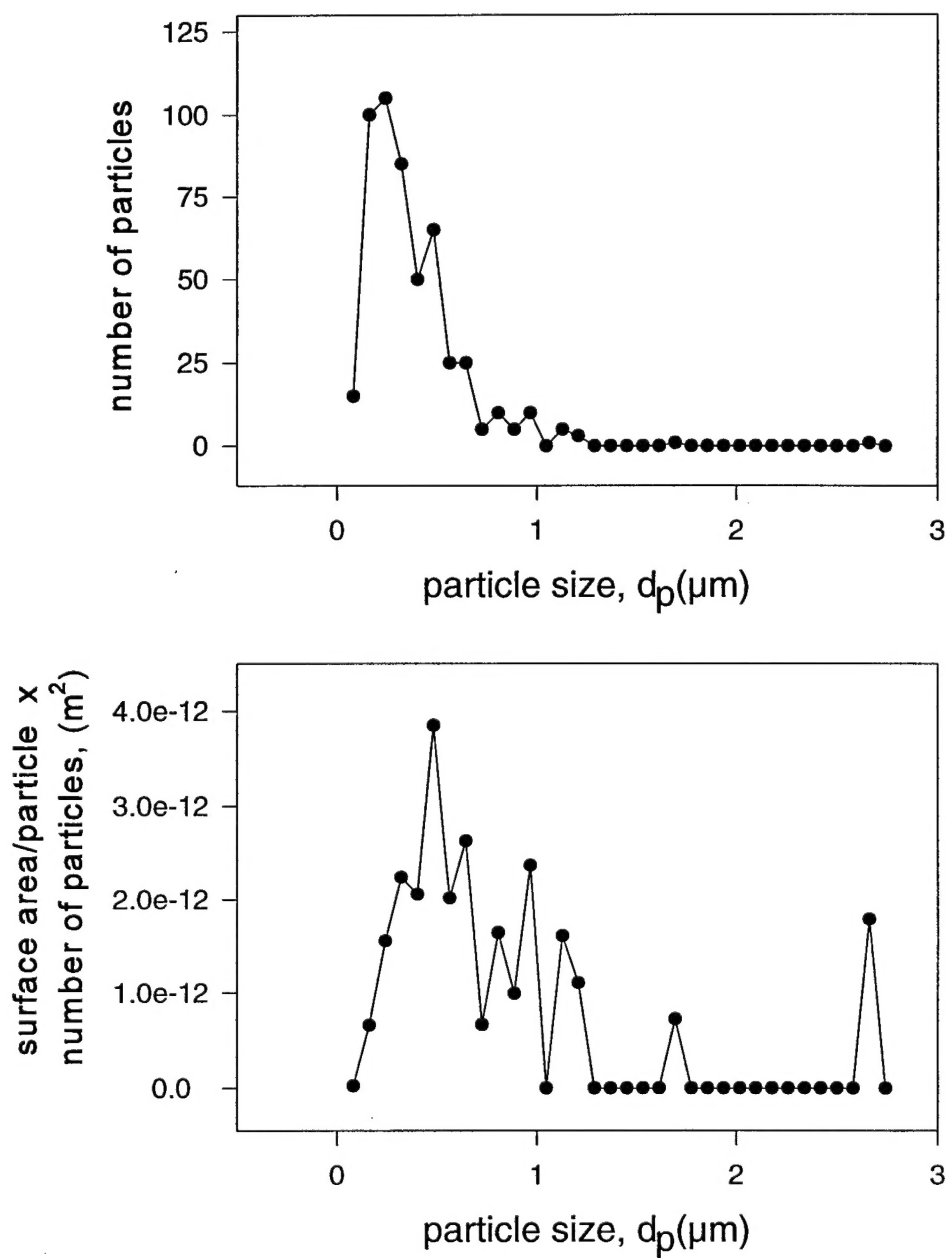 125
100
75
50
25
0
number of particles
0 1 2 3
particle size, dp(µm)
4.0e-12
3.0e-12
2.0e-12
1.0e-12
0.0
surface area/particle x
number of particles, (m²)
0 1 2 3
particle size, dp(µm)